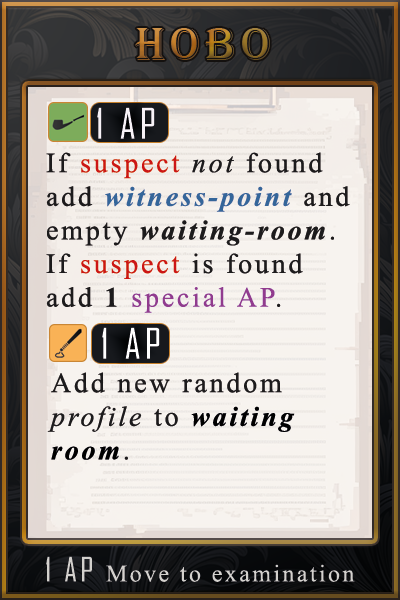 HOBO
1 AP
If suspect not found
add witness-point and
empty waiting-room.
If suspect is found
add 1 special AP.
1 AP
Add new random
profile to waiting
room.
1 AP Move to examination